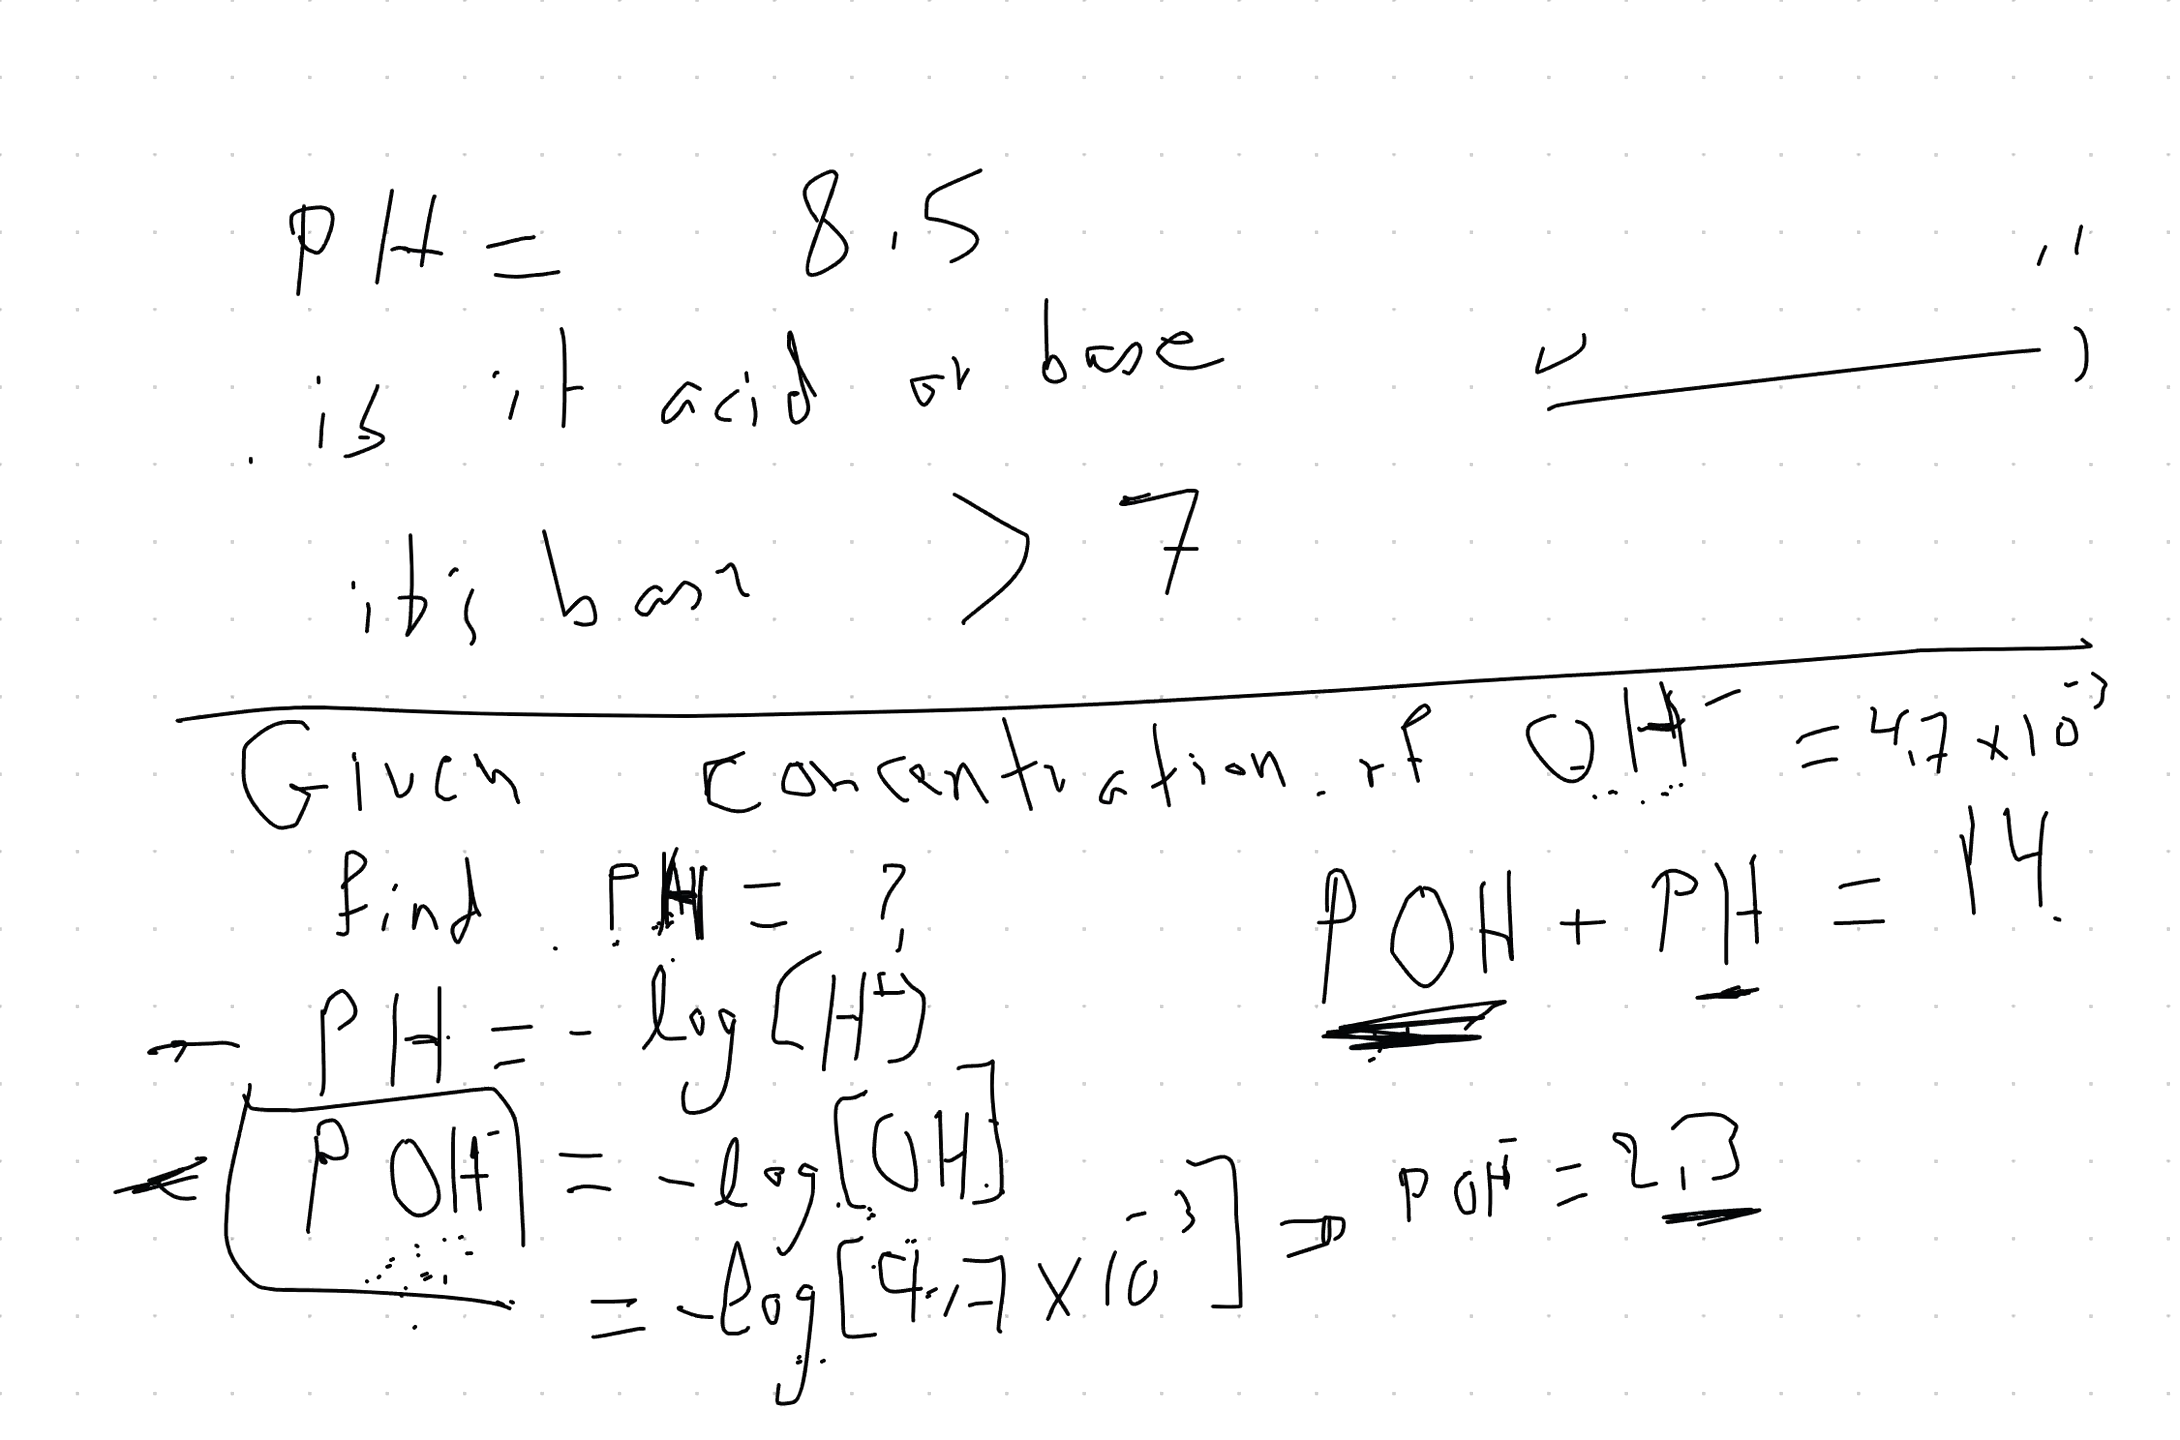 PH = 8.5
is it acid or base
it's base > 7
Given concentration of OH⁻ = 4,7 x10⁻³
find PH = ?
POH + PH = 14
PH = - log (H⁺)
POH⁻ = - log [OH]
= - log [4,7 x 10⁻³] ⇒ POH⁻ = 2,3